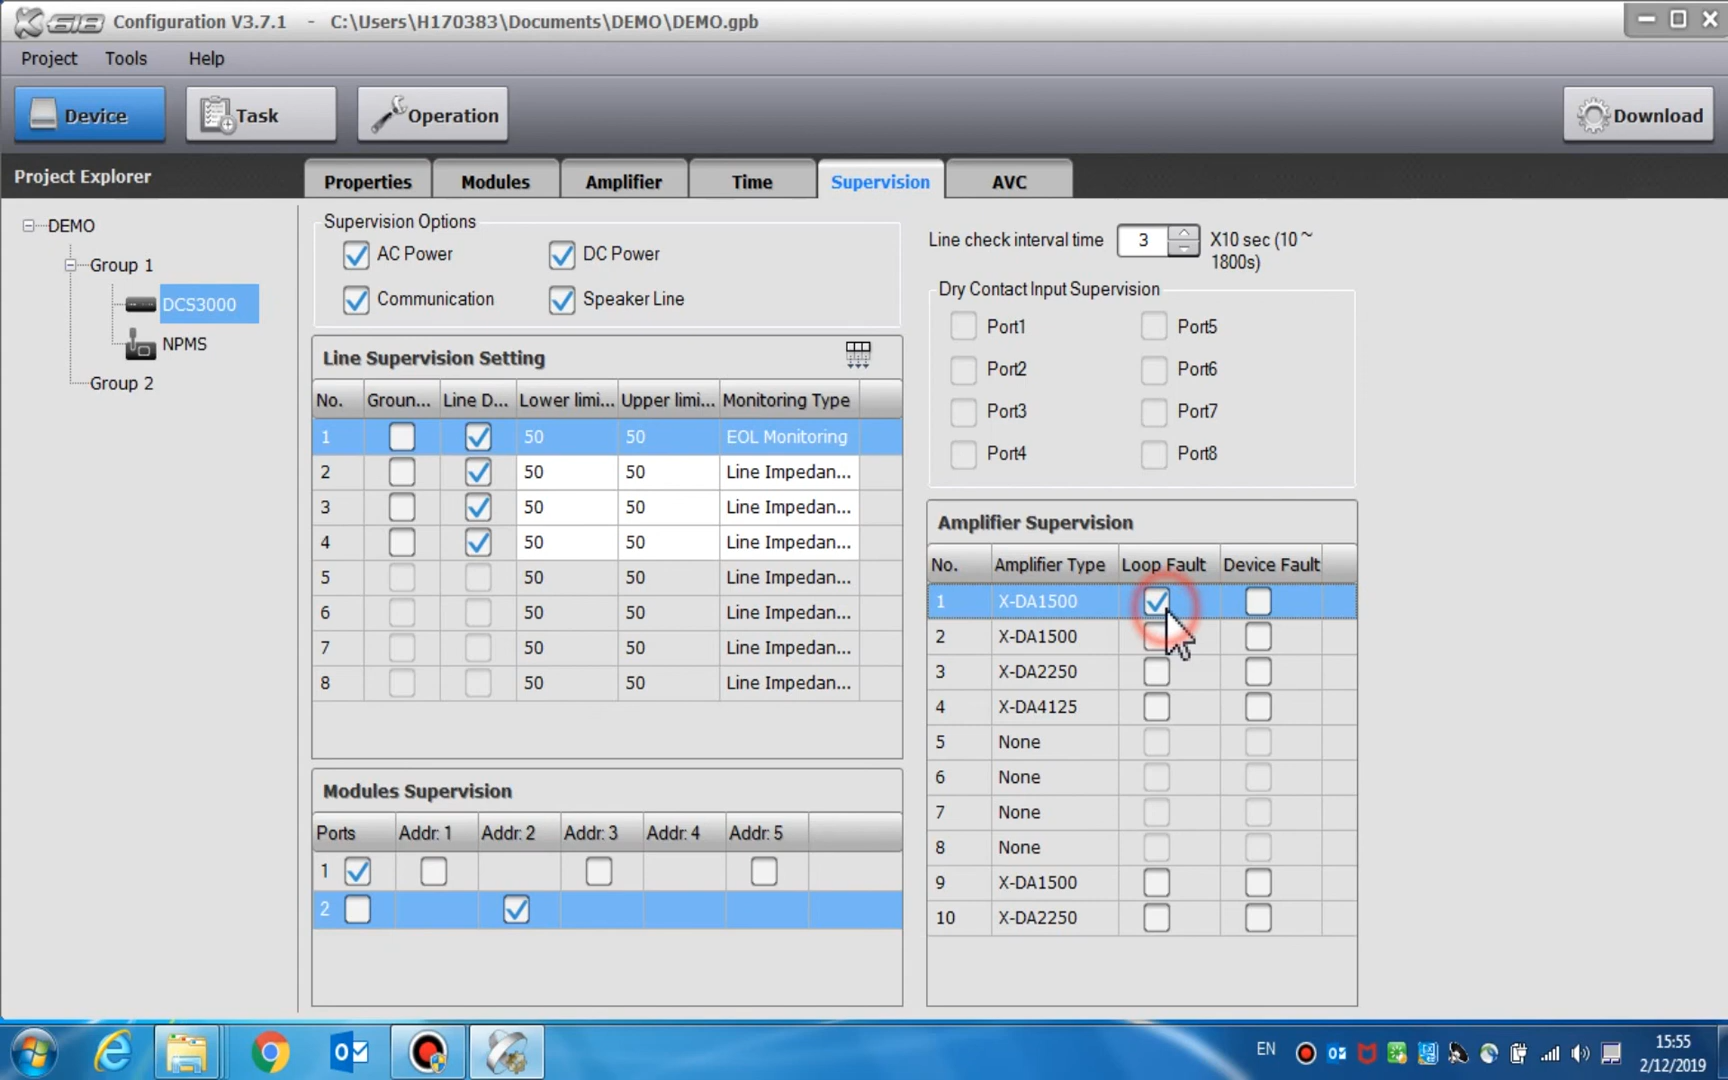 X-618 Configuration V3.7.1 - C:\Users\H170383\Documents\DEMO\DEMO.gpb
Project Tools Help
Device Task Operation Download
Project Explorer
Properties Modules Amplifier Time Supervision AVC
DEMO
Group 1
DCS3000
NPMS
Group 2
Supervision Options
AC Power DC Power
Communication Speaker Line
Line Supervision Setting
No. Groun... Line D... Lower limi... Upper limi... Monitoring Type
1 50 50 EOL Monitoring
2 50 50 Line Impedan...
3 50 50 Line Impedan...
4 50 50 Line Impedan...
5 50 50 Line Impedan...
6 50 50 Line Impedan...
7 50 50 Line Impedan...
8 50 50 Line Impedan...
Modules Supervision
Ports Addr: 1 Addr: 2 Addr: 3 Addr: 4 Addr: 5
1
2
Line check interval time 3 X10 sec (10 ~
1800s)
Dry Contact Input Supervision
Port1 Port5
Port2 Port6
Port3 Port7
Port4 Port8
Amplifier Supervision
No. Amplifier Type Loop Fault Device Fault
1 X-DA1500
2 X-DA1500
3 X-DA2250
4 X-DA4125
5 None
6 None
7 None
8 None
9 X-DA1500
10 X-DA2250
EN
15:55
2/12/2019